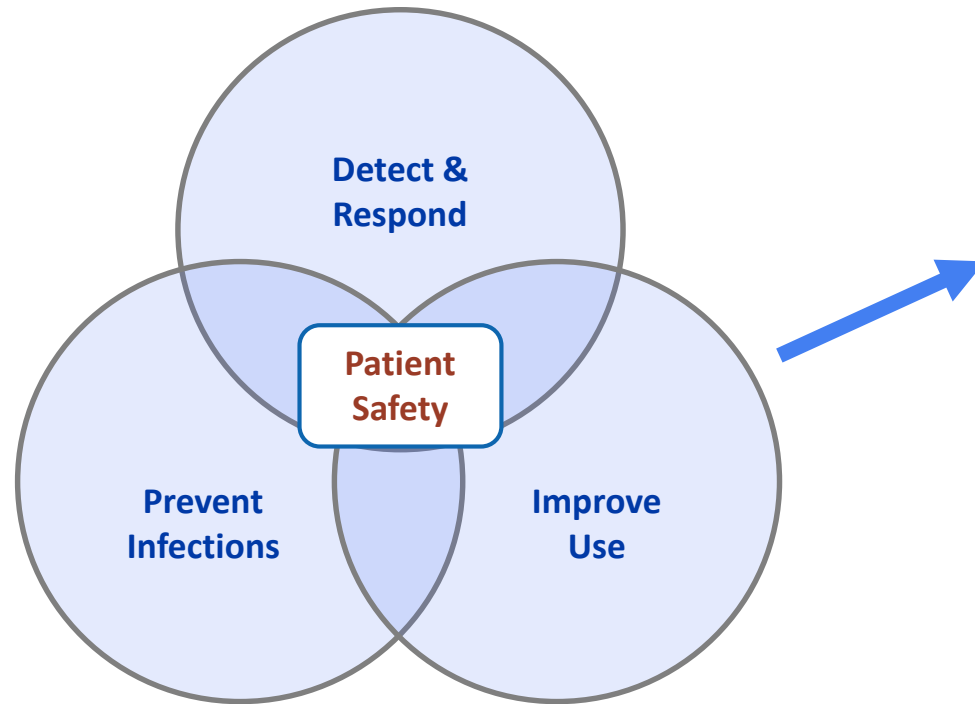 Detect &
Respond
Patient
Safety
Prevent
Infections
Improve
Use